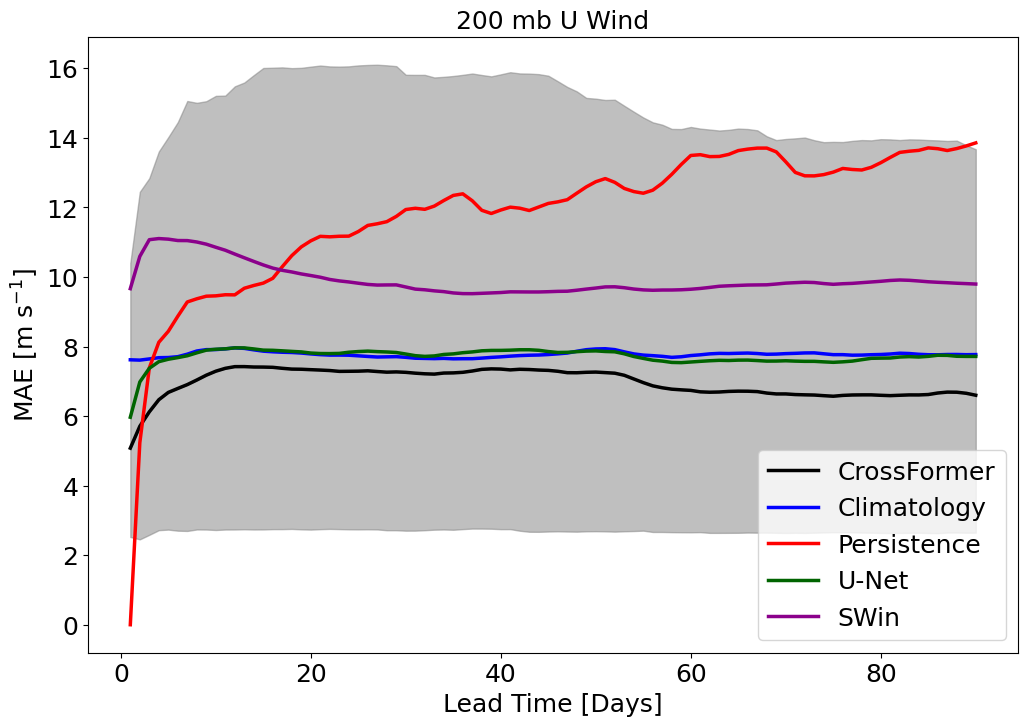 200 mb U Wind
MAE [m s⁻¹]
16
14
12
10
8
6
4
2
0
0 20 40 60 80
Lead Time [Days]
CrossFormer
Climatology
Persistence
U-Net
SWin